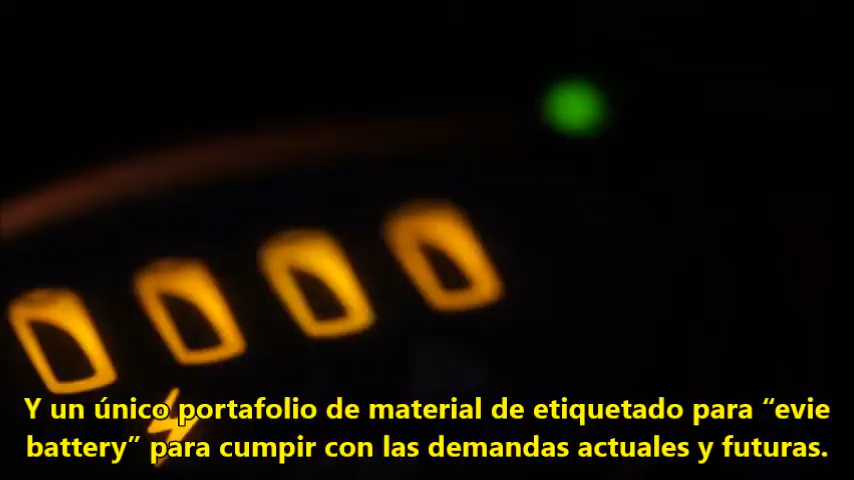 Y un único portafolio de material de etiquetado para “evie
battery” para cumpir con las demandas actuales y futuras.